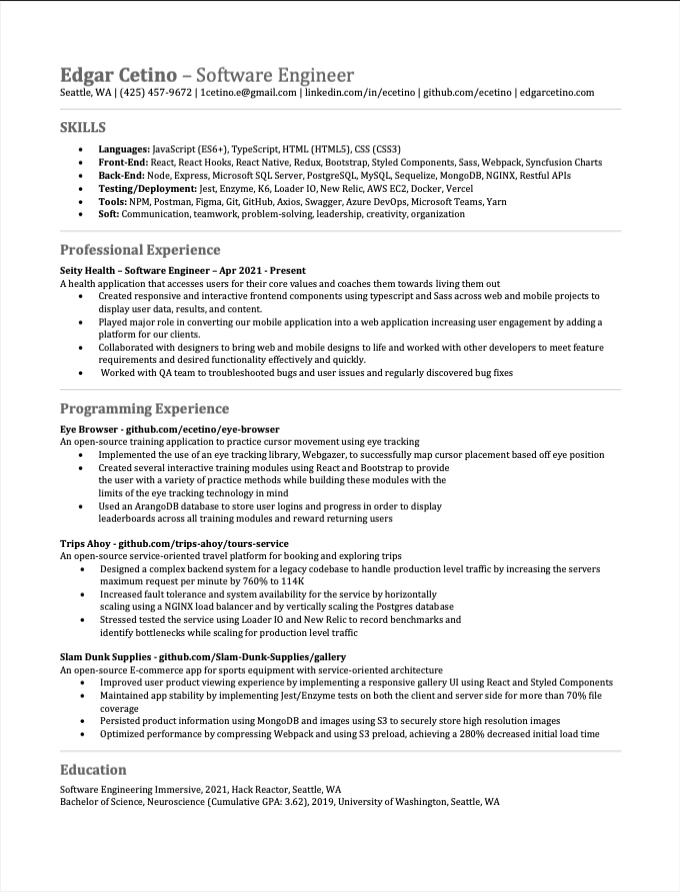 Edgar Cetino – Software Engineer
Seattle, WA | (425) 457-9672 | 1cetino.e@gmail.com | linkedin.com/in/ecetino | github.com/ecetino | edgarcetino.com
SKILLS
• Languages: JavaScript (ES6+), TypeScript, HTML (HTML5), CSS (CSS3)
• Front-End: React, React Hooks, React Native, Redux, Bootstrap, Styled Components, Sass, Webpack, Syncfusion Charts
• Back-End: Node, Express, Microsoft SQL Server, PostgreSQL, MySQL, Sequelize, MongoDB, NGINX, Restful APIs
• Testing/Deployment: Jest, Enzyme, K6, Loader IO, New Relic, AWS EC2, Docker, Vercel
• Tools: NPM, Postman, Figma, Git, GitHub, Axios, Swagger, Azure DevOps, Microsoft Teams, Yarn
• Soft: Communication, teamwork, problem-solving, leadership, creativity, organization
Professional Experience
Seity Health – Software Engineer – Apr 2021 - Present
A health application that accesses users for their core values and coaches them towards living them out
• Created responsive and interactive frontend components using typescript and Sass across web and mobile projects to
display user data, results, and content.
• Played major role in converting our mobile application into a web application increasing user engagement by adding a
platform for our clients.
• Collaborated with designers to bring web and mobile designs to life and worked with other developers to meet feature
requirements and desired functionality effectively and quickly.
• Worked with QA team to troubleshooted bugs and user issues and regularly discovered bug fixes
Programming Experience
Eye Browser - github.com/ecetino/eye-browser
An open-source training application to practice cursor movement using eye tracking
• Implemented the use of an eye tracking library, Webgazer, to successfully map cursor placement based off eye position
• Created several interactive training modules using React and Bootstrap to provide
the user with a variety of practice methods while building these modules with the
limits of the eye tracking technology in mind
• Used an ArangoDB database to store user logins and progress in order to display
leaderboards across all training modules and reward returning users
Trips Ahoy - github.com/trips-ahoy/tours-service
An open-source service-oriented travel platform for booking and exploring trips
• Designed a complex backend system for a legacy codebase to handle production level traffic by increasing the servers
maximum request per minute by 760% to 114K
• Increased fault tolerance and system availability for the service by horizontally
scaling using a NGINX load balancer and by vertically scaling the Postgres database
• Stressed tested the service using Loader IO and New Relic to record benchmarks and
identify bottlenecks while scaling for production level traffic
Slam Dunk Supplies - github.com/Slam-Dunk-Supplies/gallery
An open-source E-commerce app for sports equipment with service-oriented architecture
• Improved user product viewing experience by implementing a responsive gallery UI using React and Styled Components
• Maintained app stability by implementing Jest/Enzyme tests on both the client and server side for more than 70% file
coverage
• Persisted product information using MongoDB and images using S3 to securely store high resolution images
• Optimized performance by compressing Webpack and using S3 preload, achieving a 280% decreased initial load time
Education
Software Engineering Immersive, 2021, Hack Reactor, Seattle, WA
Bachelor of Science, Neuroscience (Cumulative GPA: 3.62), 2019, University of Washington, Seattle, WA